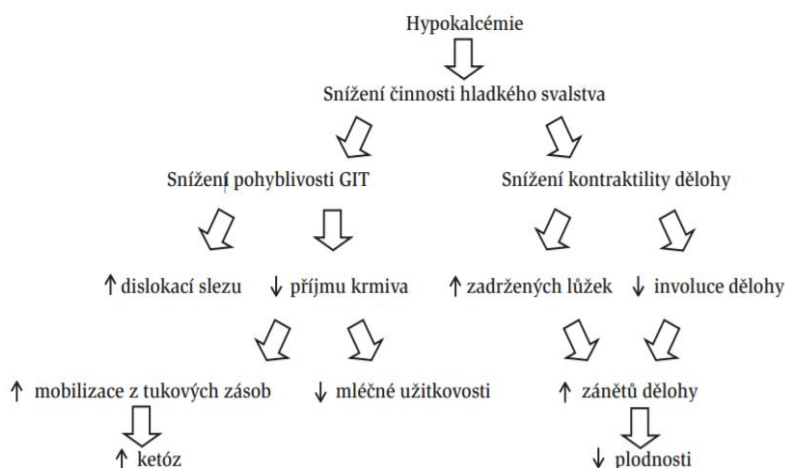 Hypokalcémie
Snížení činnosti hladkého svalstva
Snížení pohyblivosti GIT Snížení kontraktility dělohy
↑ dislokací slezu ↓ příjmu krmiva ↑ zadržených lůžek ↓ involuce dělohy
↑ mobilizace z tukových zásob ↓ mléčné užitkovosti ↑ zánětů dělohy
↑ ketóz ↓ plodnosti